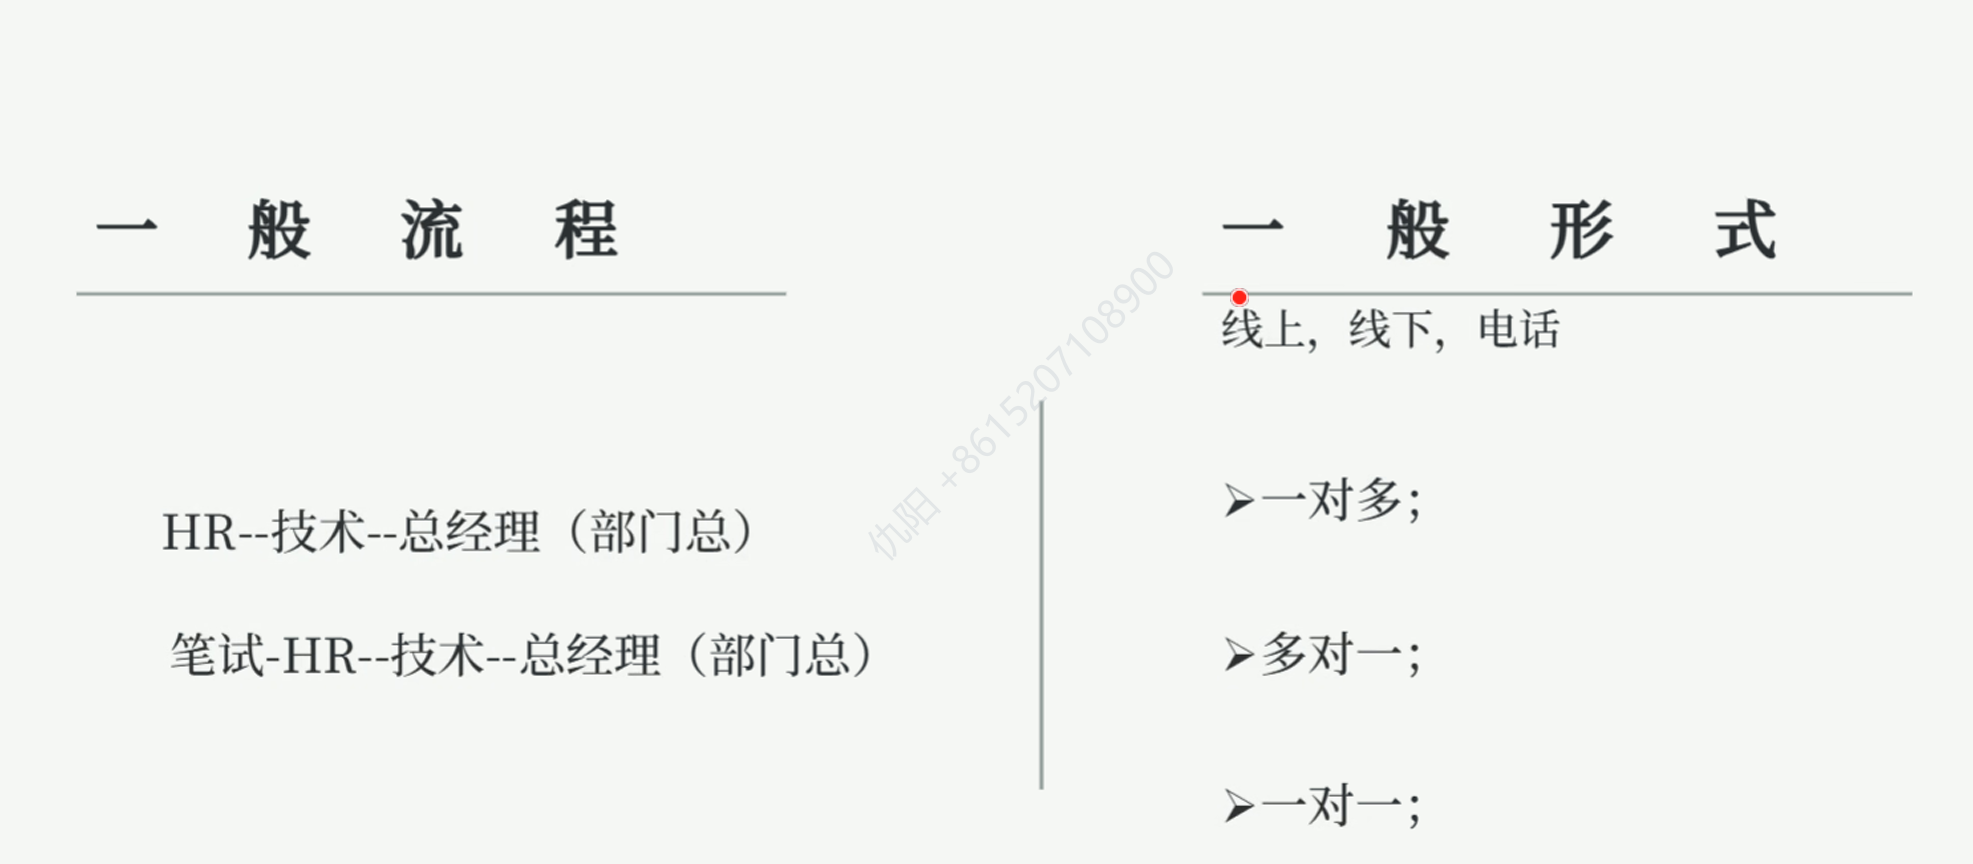 一般流程
HR--技术--总经理（部门总）
笔试-HR--技术--总经理（部门总）
一般形式
线上，线下，电话
➢一对多；
➢多对一；
➢一对一；
仇阳 +8615207108900